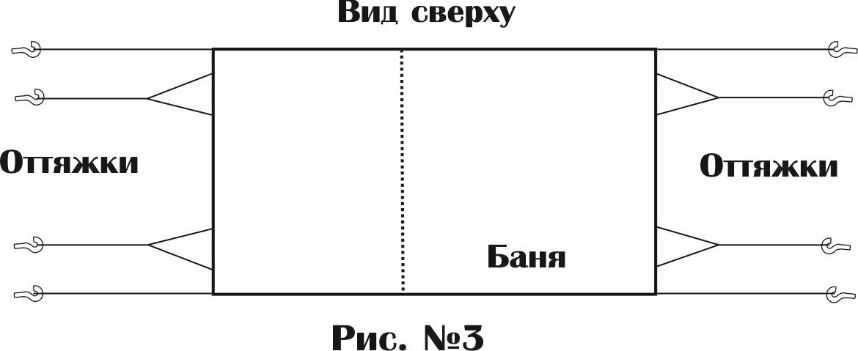 Вид сверху
Оттяжки
Оттяжки
Баня
Рис. №3